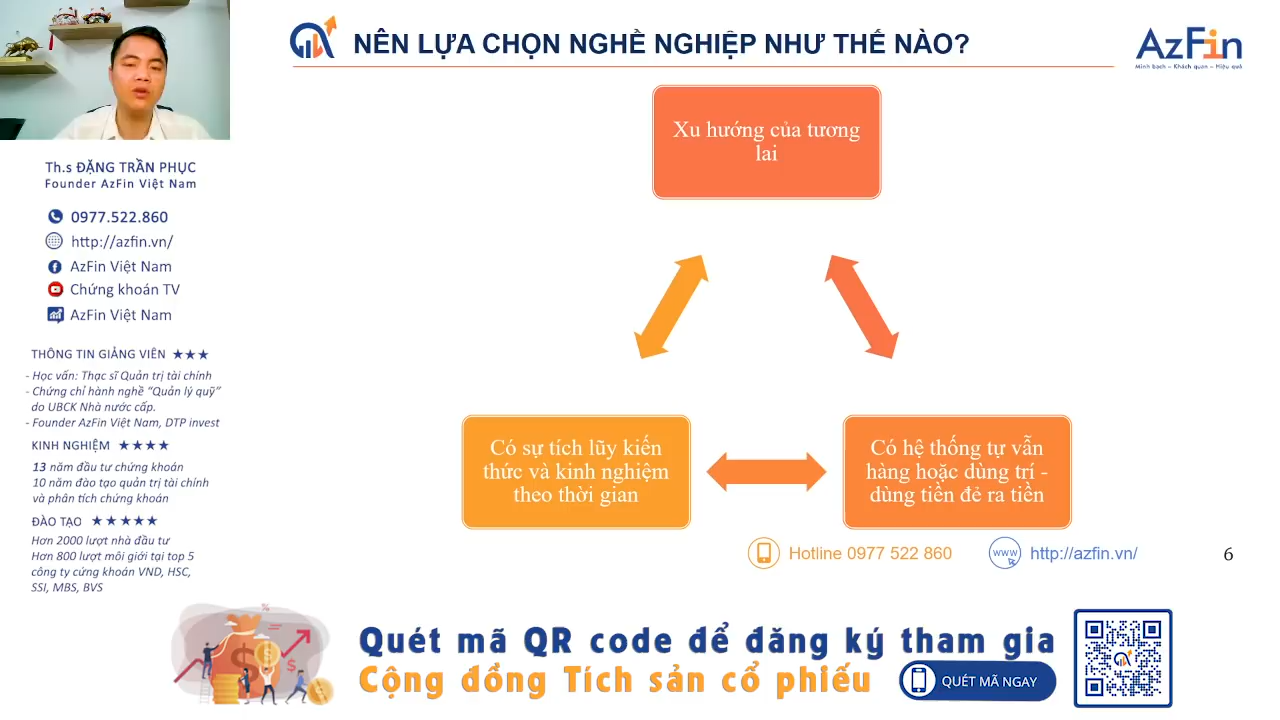 NÊN LỰA CHỌN NGHỀ NGHIỆP NHƯ THẾ NÀO?
AzFin
Minh bạch – Khách quan – Hiệu quả
Th.s ĐẶNG TRẦN PHỤC
Founder AzFin Việt Nam
0977.522.860
http://azfin.vn/
AzFin Việt Nam
Chứng khoán TV
AzFin Việt Nam
THÔNG TIN GIẢNG VIÊN ★★★
- Học vấn: Thạc sĩ Quản trị tài chính
- Chứng chỉ hành nghề “Quản lý quỹ”
do UBCK Nhà nước cấp.
- Founder AzFin Việt Nam, DTP invest
KINH NGHIỆM ★★★★
13 năm đầu tư chứng khoán
10 năm đào tạo quản trị tài chính
và phân tích chứng khoán
ĐÀO TẠO ★★★★★
Hơn 2000 lượt nhà đầu tư
Hơn 800 lượt môi giới tại top 5
công ty cứng khoán VND, HSC,
SSI, MBS, BVS
Xu hướng của tương
lai
Có sự tích lũy kiến
thức và kinh nghiệm
theo thời gian
Có hệ thống tự vẫn
hàng hoặc dùng trí -
dùng tiền đẻ ra tiền
Hotline 0977 522 860
www
http://azfin.vn/
6
Quét mã QR code để đăng ký tham gia
Cộng đồng Tích sản cổ phiếu
QUÉT MÃ NGAY